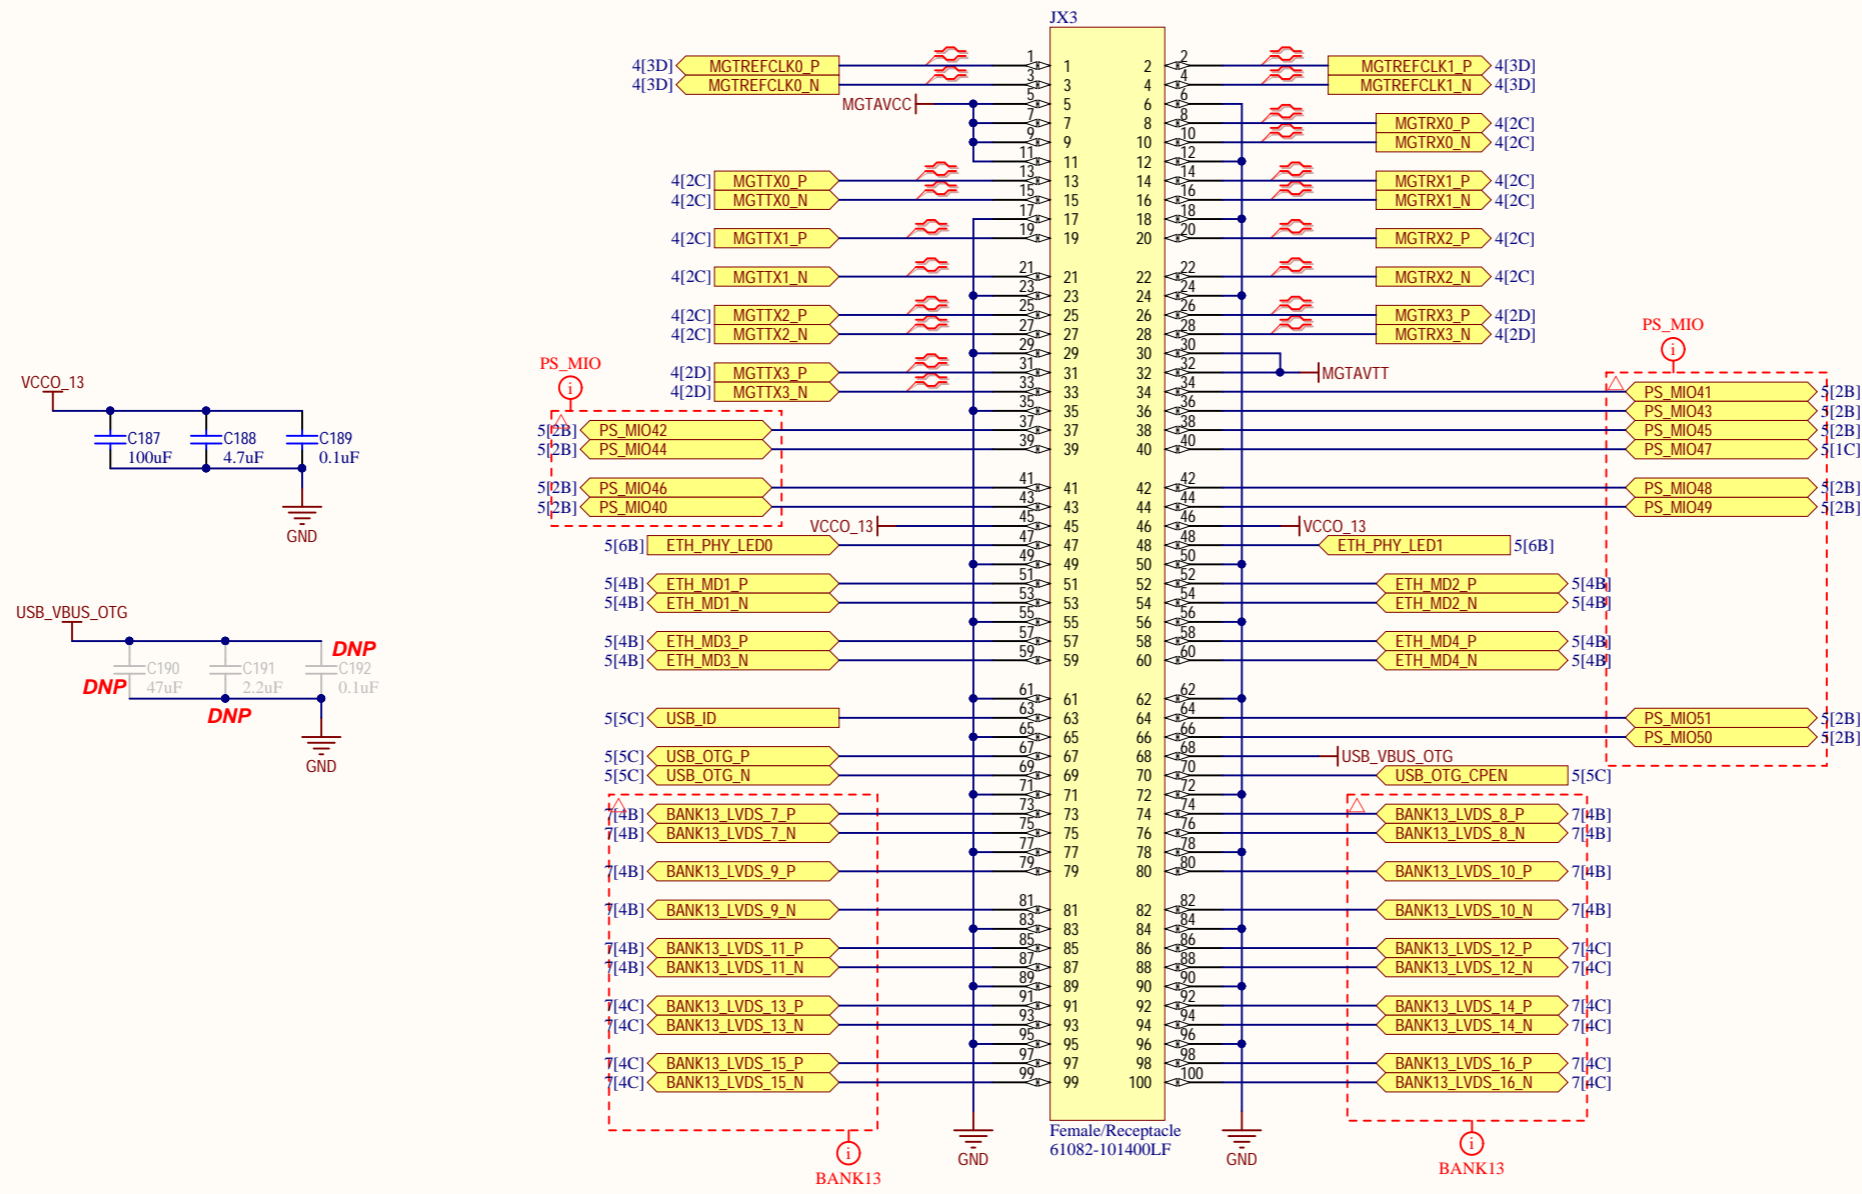 JX3
4[3D] MGTREFCLK0_P 1 1 2 2 MGTREFCLK1_P 4[3D]
4[3D] MGTREFCLK0_N 3 3 4 4 MGTREFCLK1_N 4[3D]
MGTAVCC 5 5 6 6
7 7 8 8 MGTRX0_P 4[2C]
9 9 10 10 MGTRX0_N 4[2C]
11 11 12 12
4[2C] MGTTX0_P 13 13 14 14 MGTRX1_P 4[2C]
4[2C] MGTTX0_N 15 15 16 16 MGTRX1_N 4[2C]
17 17 18 18
4[2C] MGTTX1_P 19 19 20 20 MGTRX2_P 4[2C]
4[2C] MGTTX1_N 21 21 22 22 MGTRX2_N 4[2C]
23 23 24 24
4[2C] MGTTX2_P 25 25 26 26 MGTRX3_P 4[2D]
4[2C] MGTTX2_N 27 27 28 28 MGTRX3_N 4[2D]
PS_MIO
29 29 30 30
PS_MIO
i
4[2D] MGTTX3_P 31 31 32 32 MGTAVTT
i
4[2D] MGTTX3_N 33 33 34 34 PS_MIO41 5[2B]
35 35 36 36 PS_MIO43 5[2B]
5[2B] PS_MIO42 37 37 38 38 PS_MIO45 5[2B]
5[2B] PS_MIO44 39 39 40 40 PS_MIO47 5[1C]
5[2B] PS_MIO46 41 41 42 42 PS_MIO48 5[2B]
5[2B] PS_MIO40 43 43 44 44 PS_MIO49 5[2B]
VCCO_13 45 45 46 46 VCCO_13
5[6B] ETH_PHY_LED0 47 47 48 48 ETH_PHY_LED1 5[6B]
49 49 50 50
5[4B] ETH_MD1_P 51 51 52 52 ETH_MD2_P 5[4B]
5[4B] ETH_MD1_N 53 53 54 54 ETH_MD2_N 5[4B]
55 55 56 56
5[4B] ETH_MD3_P 57 57 58 58 ETH_MD4_P 5[4B]
5[4B] ETH_MD3_N 59 59 60 60 ETH_MD4_N 5[4B]
61 61 62 62
5[5C] USB_ID 63 63 64 64 PS_MIO51 5[2B]
65 65 66 66 PS_MIO50 5[2B]
5[5C] USB_OTG_P 67 67 68 68 USB_VBUS_OTG
5[5C] USB_OTG_N 69 69 70 70 USB_OTG_CPEN 5[5C]
71 71 72 72
7[4B] BANK13_LVDS_7_P 73 73 74 74 BANK13_LVDS_8_P 7[4B]
7[4B] BANK13_LVDS_7_N 75 75 76 76 BANK13_LVDS_8_N 7[4B]
77 77 78 78
7[4B] BANK13_LVDS_9_P 79 79 80 80 BANK13_LVDS_10_P 7[4B]
7[4B] BANK13_LVDS_9_N 81 81 82 82 BANK13_LVDS_10_N 7[4B]
83 83 84 84
7[4B] BANK13_LVDS_11_P 85 85 86 86 BANK13_LVDS_12_P 7[4C]
7[4B] BANK13_LVDS_11_N 87 87 88 88 BANK13_LVDS_12_N 7[4C]
89 89 90 90
7[4C] BANK13_LVDS_13_P 91 91 92 92 BANK13_LVDS_14_P 7[4C]
7[4C] BANK13_LVDS_13_N 93 93 94 94 BANK13_LVDS_14_N 7[4C]
95 95 96 96
7[4C] BANK13_LVDS_15_P 97 97 98 98 BANK13_LVDS_16_P 7[4C]
7[4C] BANK13_LVDS_15_N 99 99 100 100 BANK13_LVDS_16_N 7[4C]
Female/Receptacle
61082-101400LF
GND
GND
i
BANK13
i
BANK13
VCCO_13
C187 C188 C189
100uF 4.7uF 0.1uF
GND
USB_VBUS_OTG
DNP
C190 C191 C192
DNP 47uF 2.2uF 0.1uF
DNP
GND